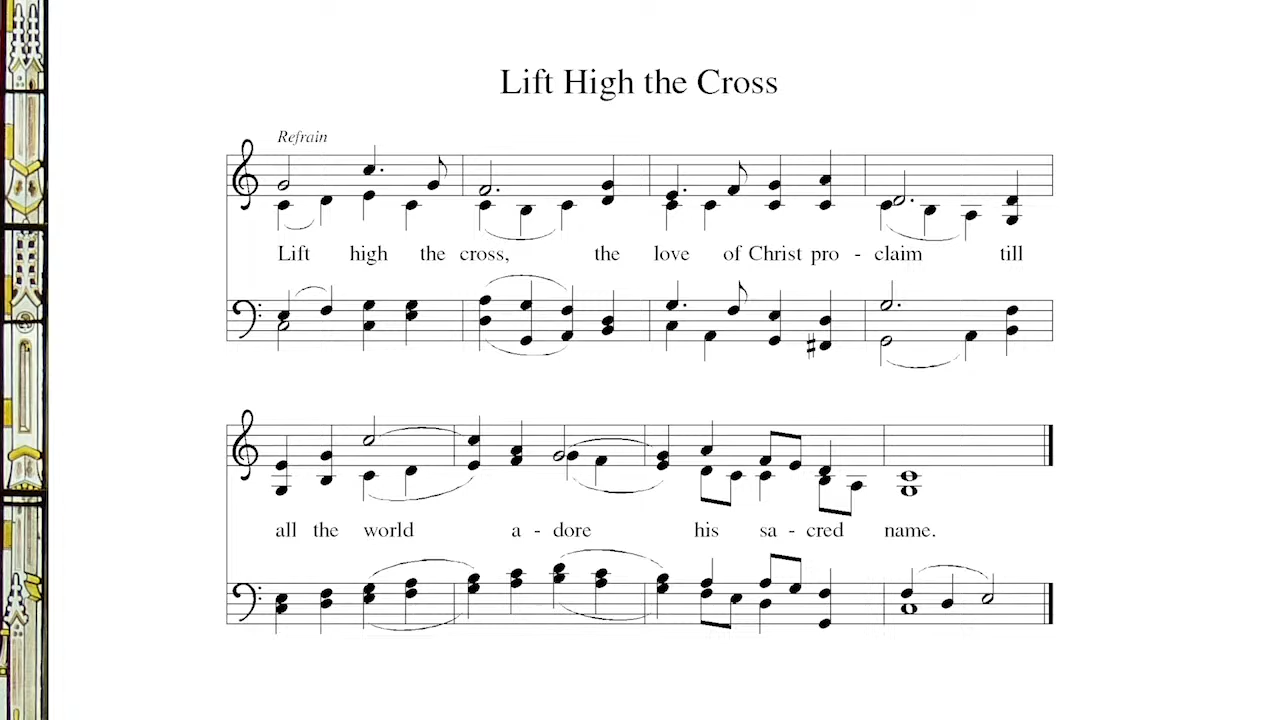 Lift High the Cross
Refrain
Lift high the cross, the love of Christ pro - claim till
all the world a - dore his sa - cred name.